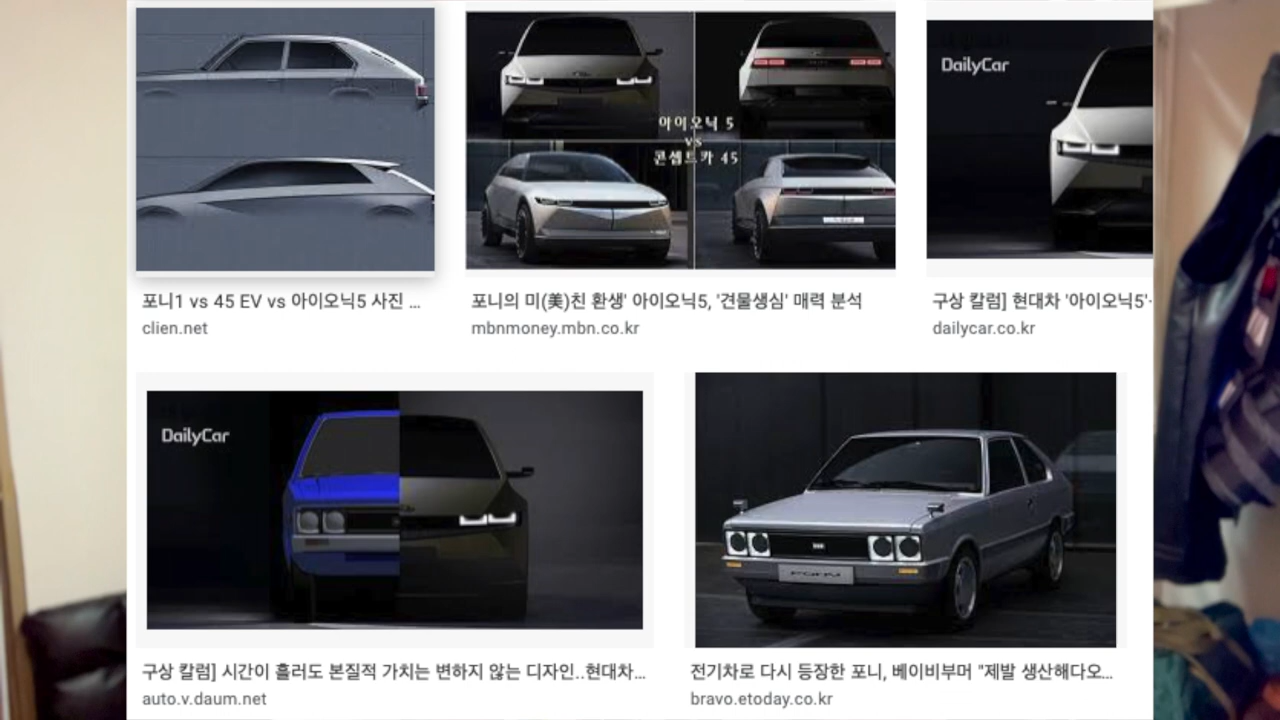 DailyCar
아이오닉 5
vs
콘셉트카 45
포니1 vs 45 EV vs 아이오닉5 사진 ...
clien.net
포니의 미(美)친 환생' 아이오닉5, '견물생심' 매력 분석
mbnmoney.mbn.co.kr
구상 칼럼] 현대차 '아이오닉5'·
dailycar.co.kr
DailyCar
PONY
구상 칼럼] 시간이 흘러도 본질적 가치는 변하지 않는 디자인..현대차...
auto.v.daum.net
전기차로 다시 등장한 포니, 베이비부머 "제발 생산해다오...
bravo.etoday.co.kr